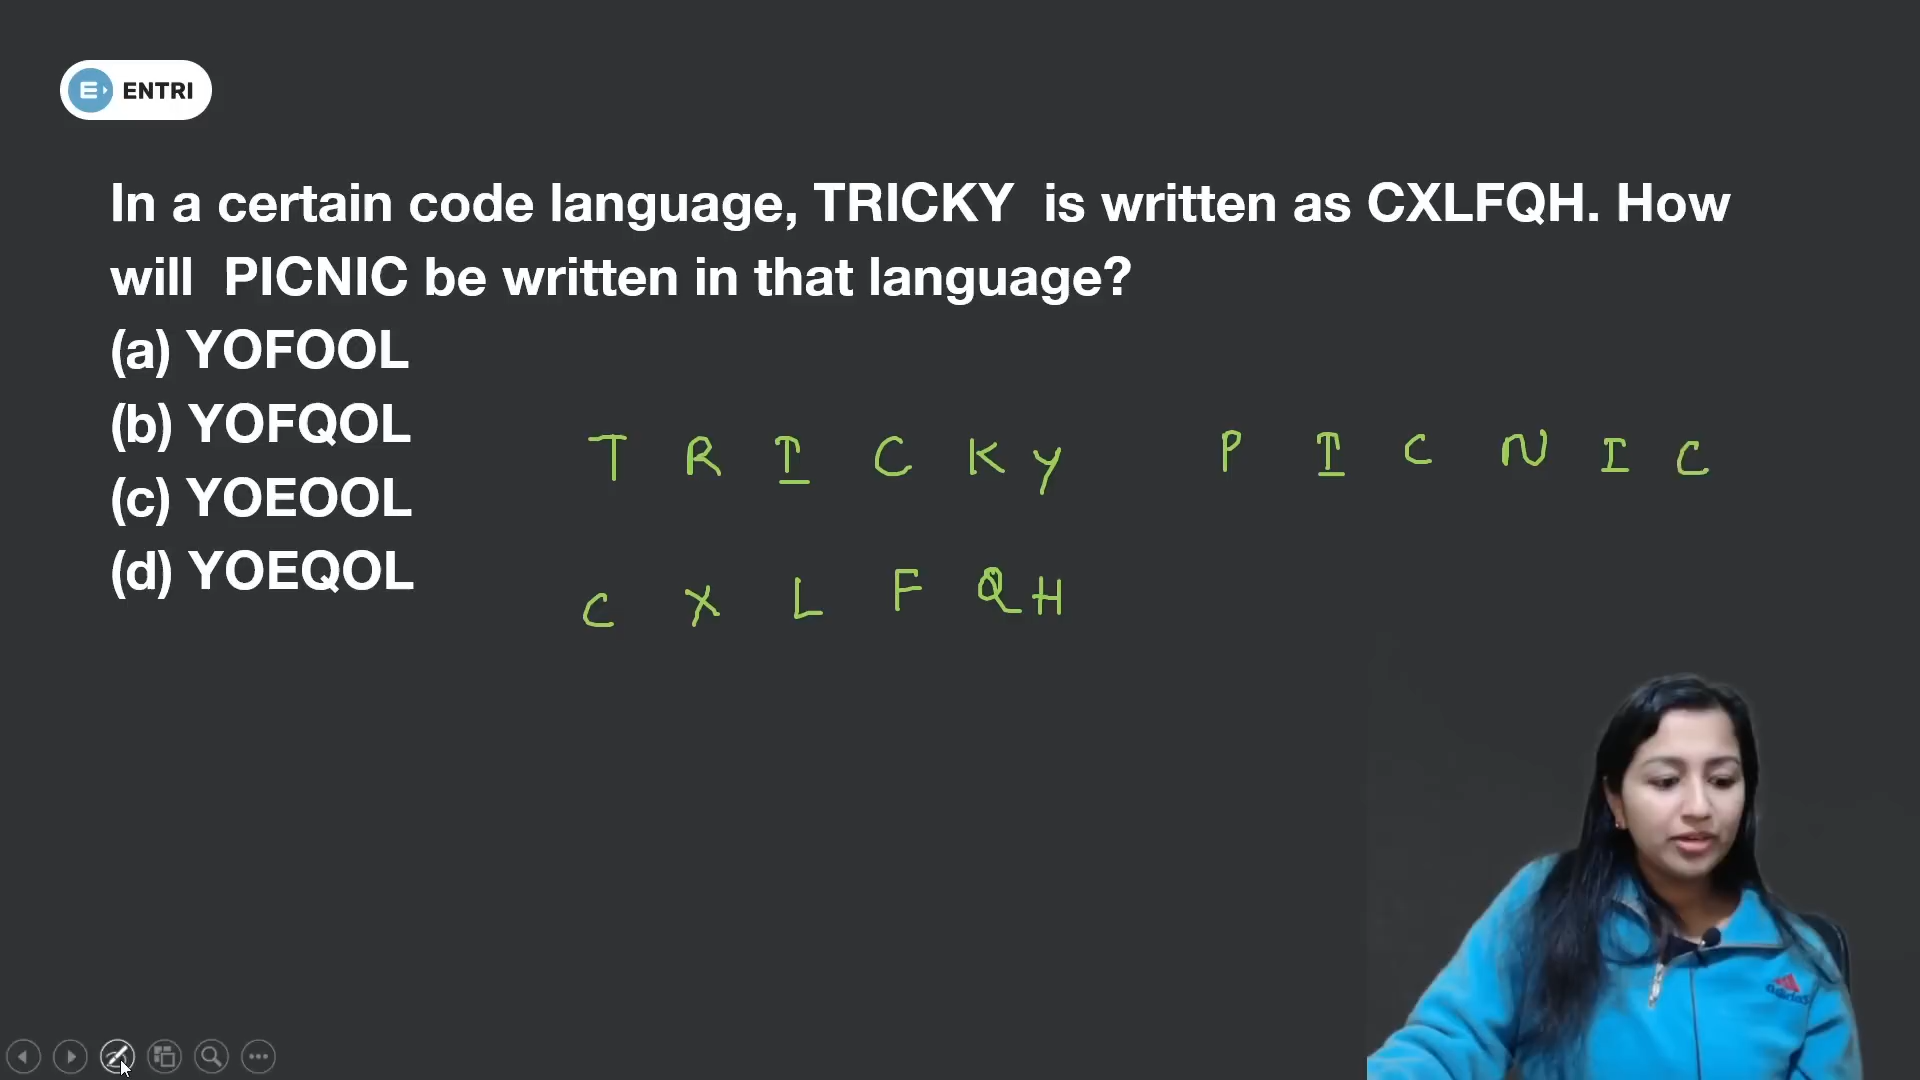 ENTRI
In a certain code language, TRICKY is written as CXLFQH. How
will PICNIC be written in that language?
(a) YOFOOL
(b) YOFQOL
(c) YOEOOL
(d) YOEQOL
T R I C K Y P I C N I C
C X L F Q H
adidas